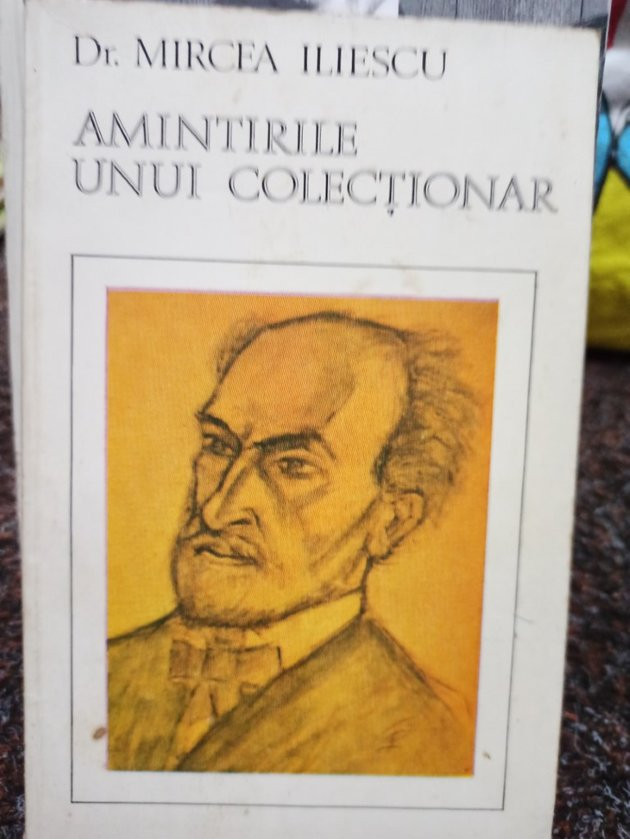 Dr. MIRCEA ILIESCU
AMINTIRILE
UNUI COLECȚIONAR